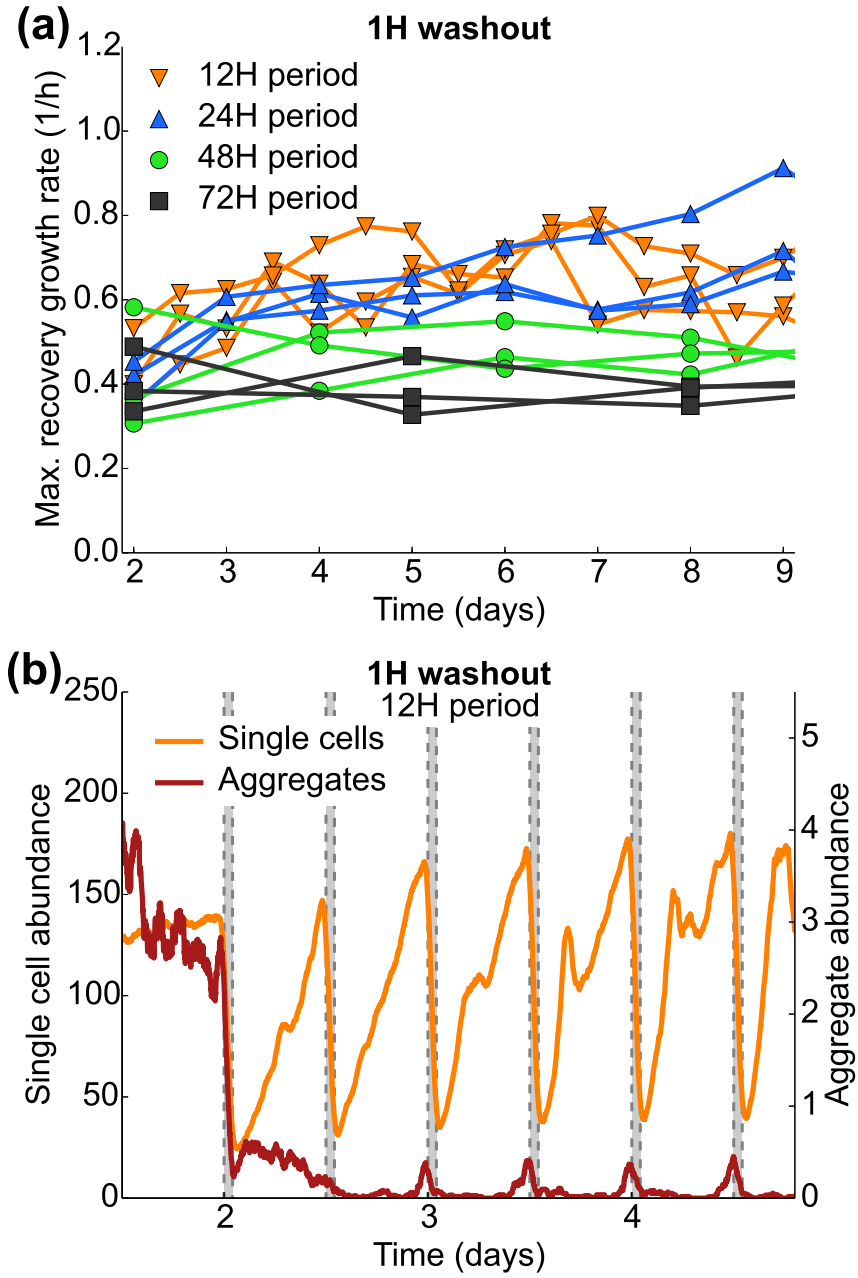 (a)
1H washout
12H period
24H period
48H period
72H period
Max. recovery growth rate (1/h)
1.2
1.0
0.8
0.6
0.4
0.2
0.0
2 3 4 5 6 7 8 9
Time (days)
(b)
1H washout
12H period
Single cells
Aggregates
Single cell abundance
250
200
150
100
50
0
Aggregate abundance
5
4
3
2
1
0
2 3 4
Time (days)